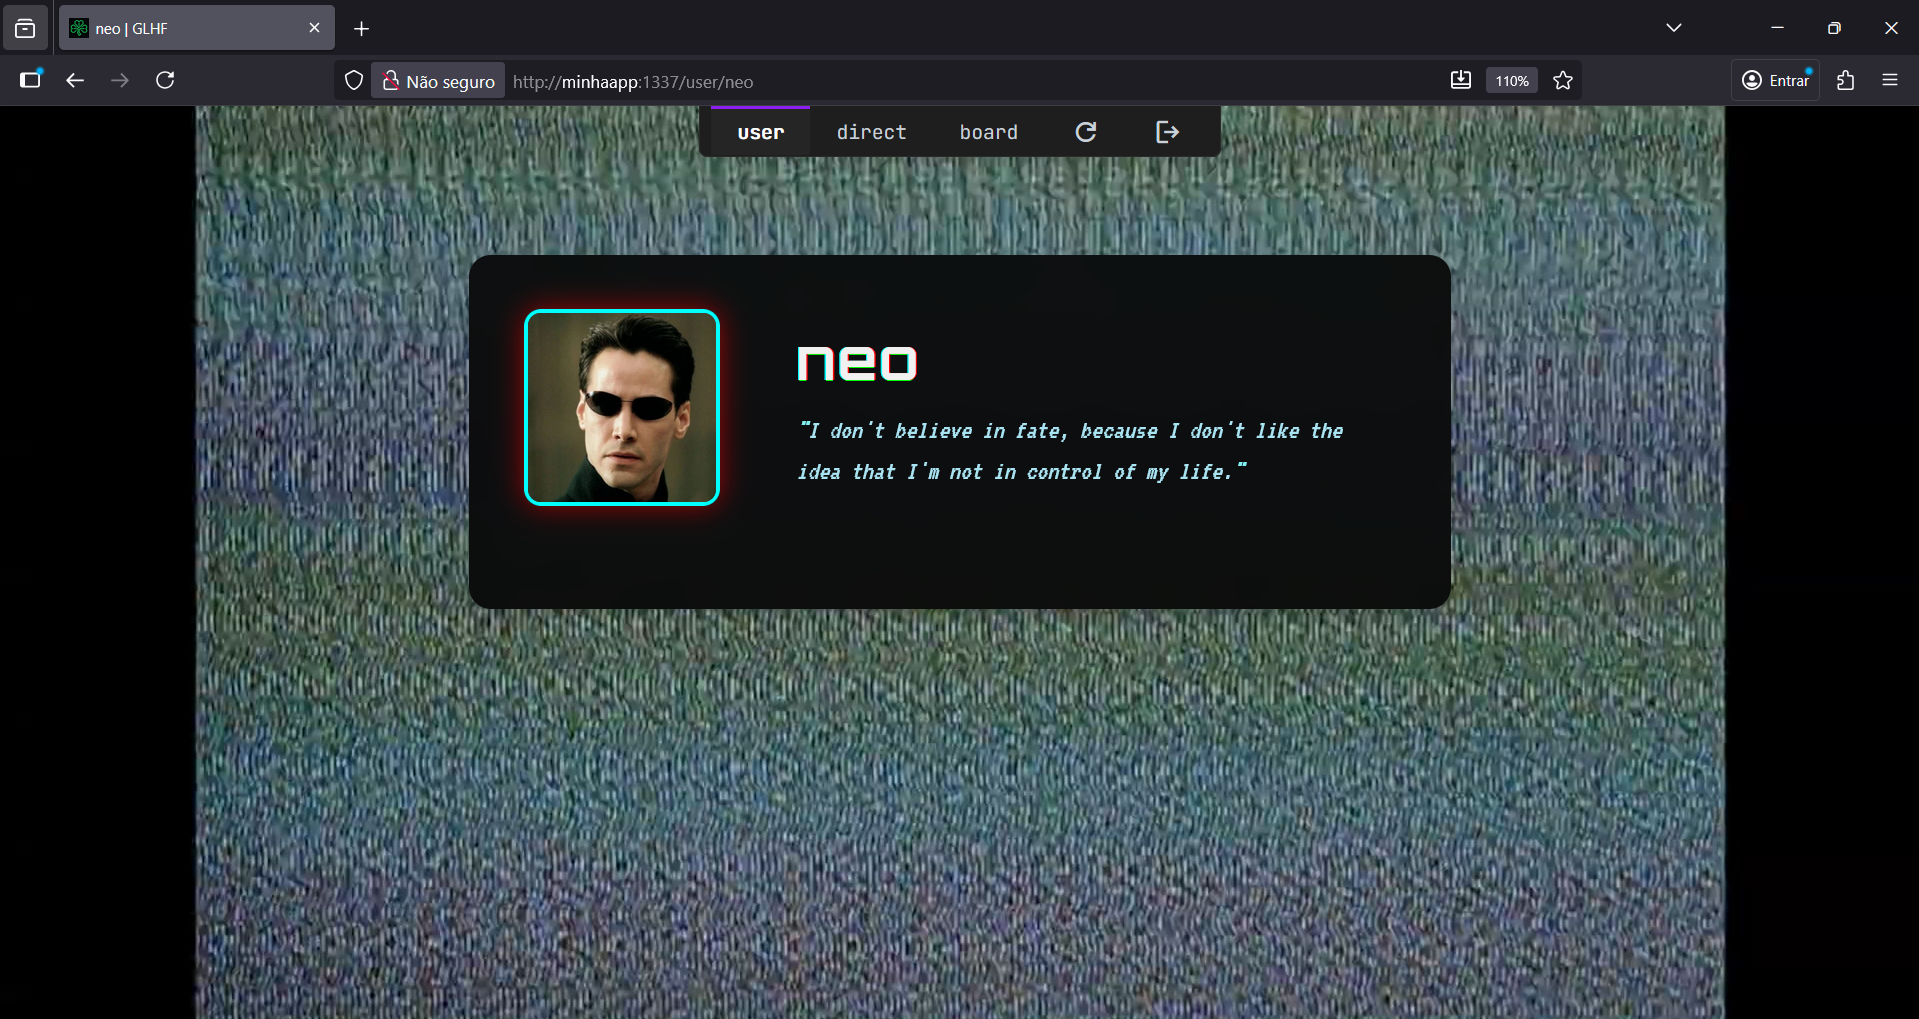 neo | GLHF
Não seguro
http://minhaapp:1337/user/neo
110%
Entrar
user
direct
board
neo
"I don't believe in fate, because I don't like the
idea that I'm not in control of my life."